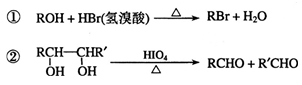 ① ROH + HBr(氢溴酸) —△→ RBr + H₂O
② RCH—CHR′ —HIO₄/△→ RCHO + R′CHO
OH OH